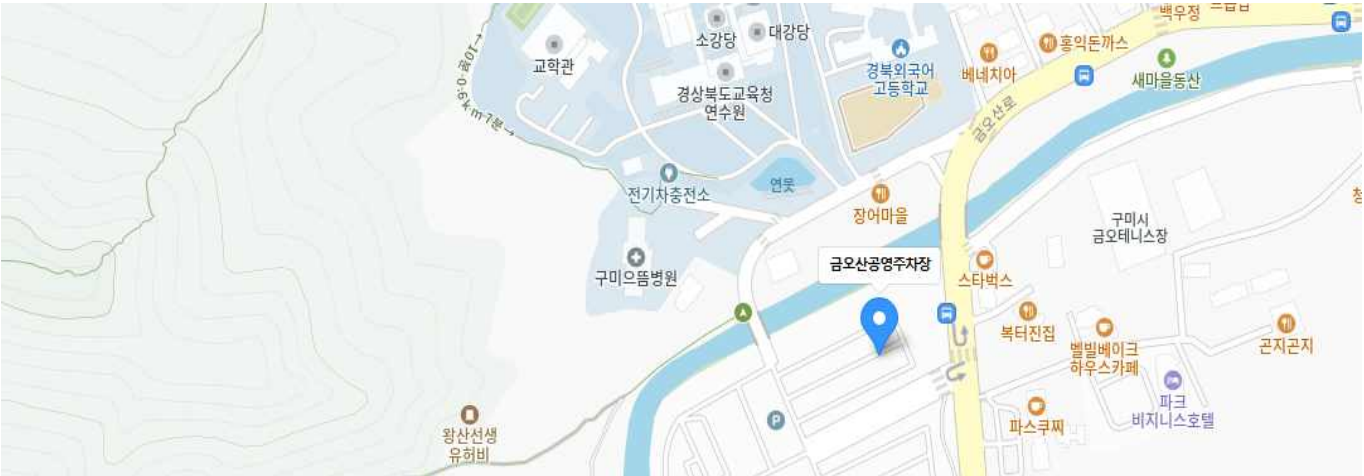 백우정
소강당
대강당
교학관
홍익돈까스
경북외국어
고등학교
베네치아
새마을동산
경상북도교육청
연수원
0.6km 7분
금오산로
전기차충전소
연못
장어마을
구미시
금오테니스장
금오산공영주차장
구미으뜸병원
스타벅스
복터진집
벨빌베이크
하우스카페
곤지곤지
파크
비지니스호텔
P
파스쿠찌
왕산선생
유허비